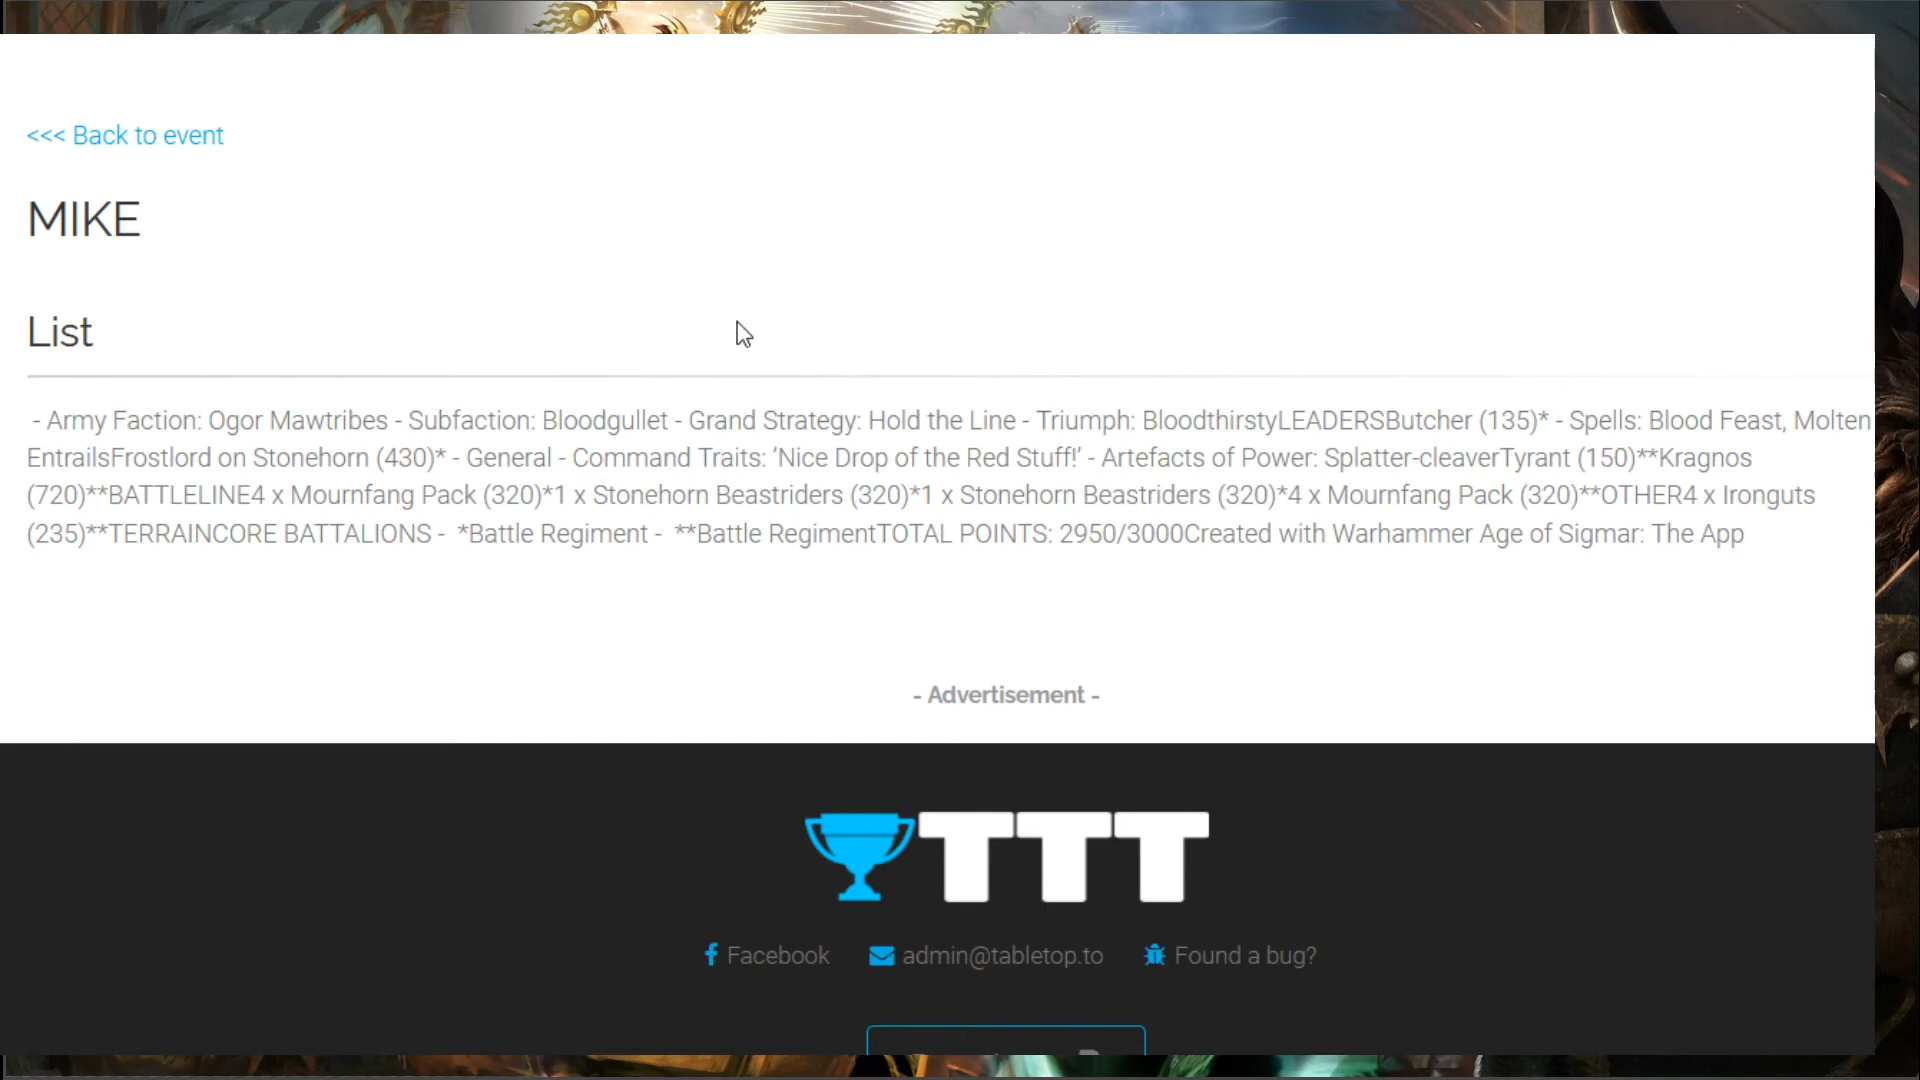 <<< Back to event
MIKE
List
- Army Faction: Ogor Mawtribes - Subfaction: Bloodgullet - Grand Strategy: Hold the Line - Triumph: BloodthirstyLEADERSButcher (135)* - Spells: Blood Feast, Molten
EntrailsFrostlord on Stonehorn (430)* - General - Command Traits: ‘Nice Drop of the Red Stuff!’ - Artefacts of Power: Splatter-cleaverTyrant (150)**Kragnos
(720)**BATTLELINE4 x Mournfang Pack (320)*1 x Stonehorn Beastriders (320)*1 x Stonehorn Beastriders (320)*4 x Mournfang Pack (320)**OTHER4 x Ironguts
(235)**TERRAINCORE BATTALIONS - *Battle Regiment - **Battle RegimentTOTAL POINTS: 2950/3000Created with Warhammer Age of Sigmar: The App
- Advertisement -
TTT
Facebook admin@tabletop.to Found a bug?